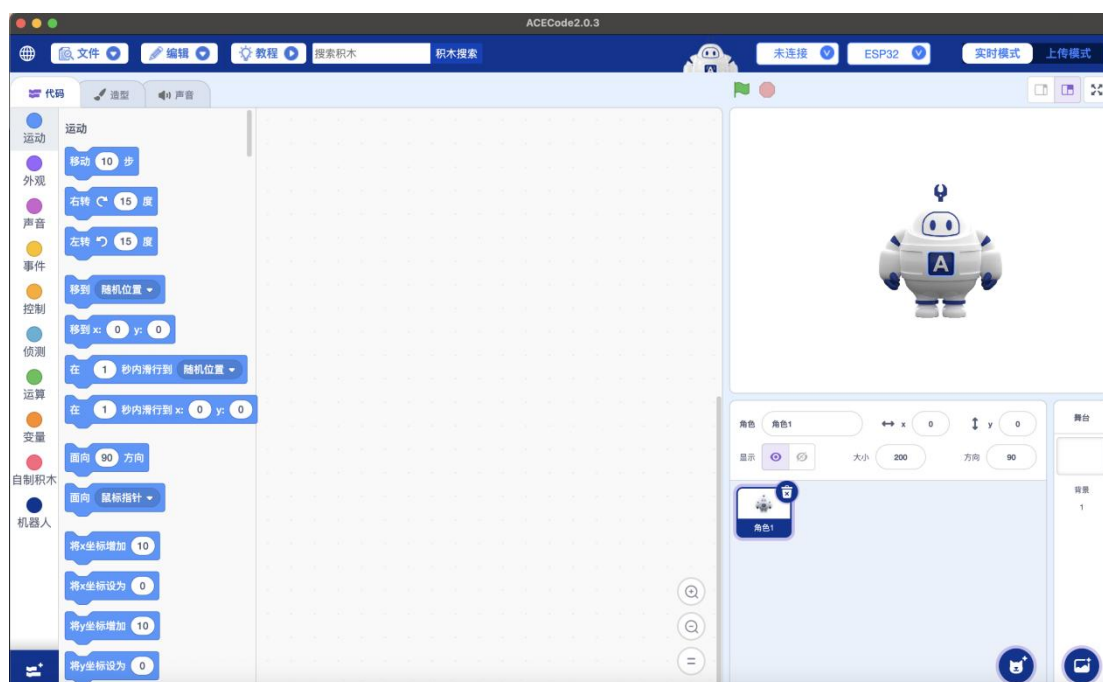 ACECode2.0.3
文件 编辑 教程 搜索积木 积木搜索 未连接 ESP32 实时模式 上传模式
代码 造型 声音
运动
外观
声音
事件
控制
侦测
运算
变量
自制积木
机器人
运动
移动 10 步
右转 15 度
左转 15 度
移到 随机位置
移到 x: 0 y: 0
在 1 秒内滑行到 随机位置
在 1 秒内滑行到 x: 0 y: 0
面向 90 方向
面向 鼠标指针
将x坐标增加 10
将x坐标设为 0
将y坐标增加 10
将y坐标设为 0
A
角色 角色1 x 0 y 0
显示 大小 200 方向 90
角色1
舞台
背景
1